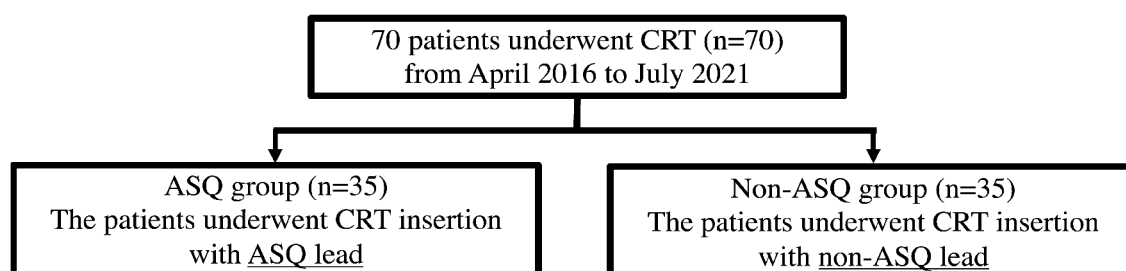 70 patients underwent CRT (n=70)
from April 2016 to July 2021
ASQ group (n=35)
The patients underwent CRT insertion
with ASQ lead
Non-ASQ group (n=35)
The patients underwent CRT insertion
with non-ASQ lead